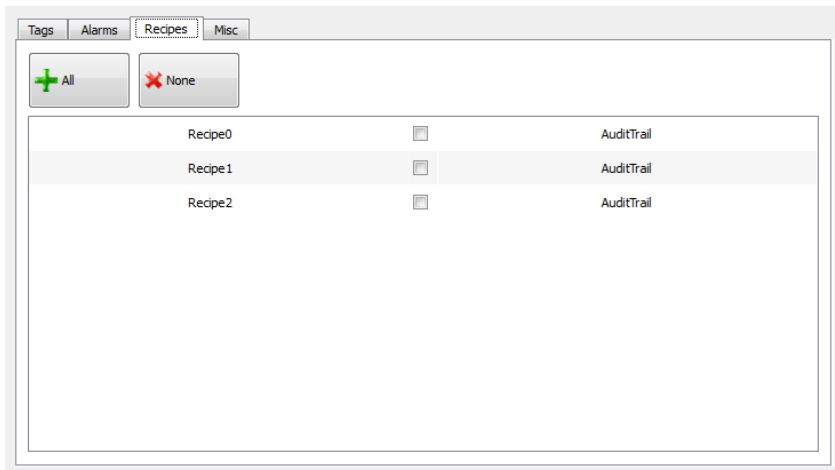 Tags Alarms Recipes Misc
All None
Recipe0 AuditTrail
Recipe1 AuditTrail
Recipe2 AuditTrail